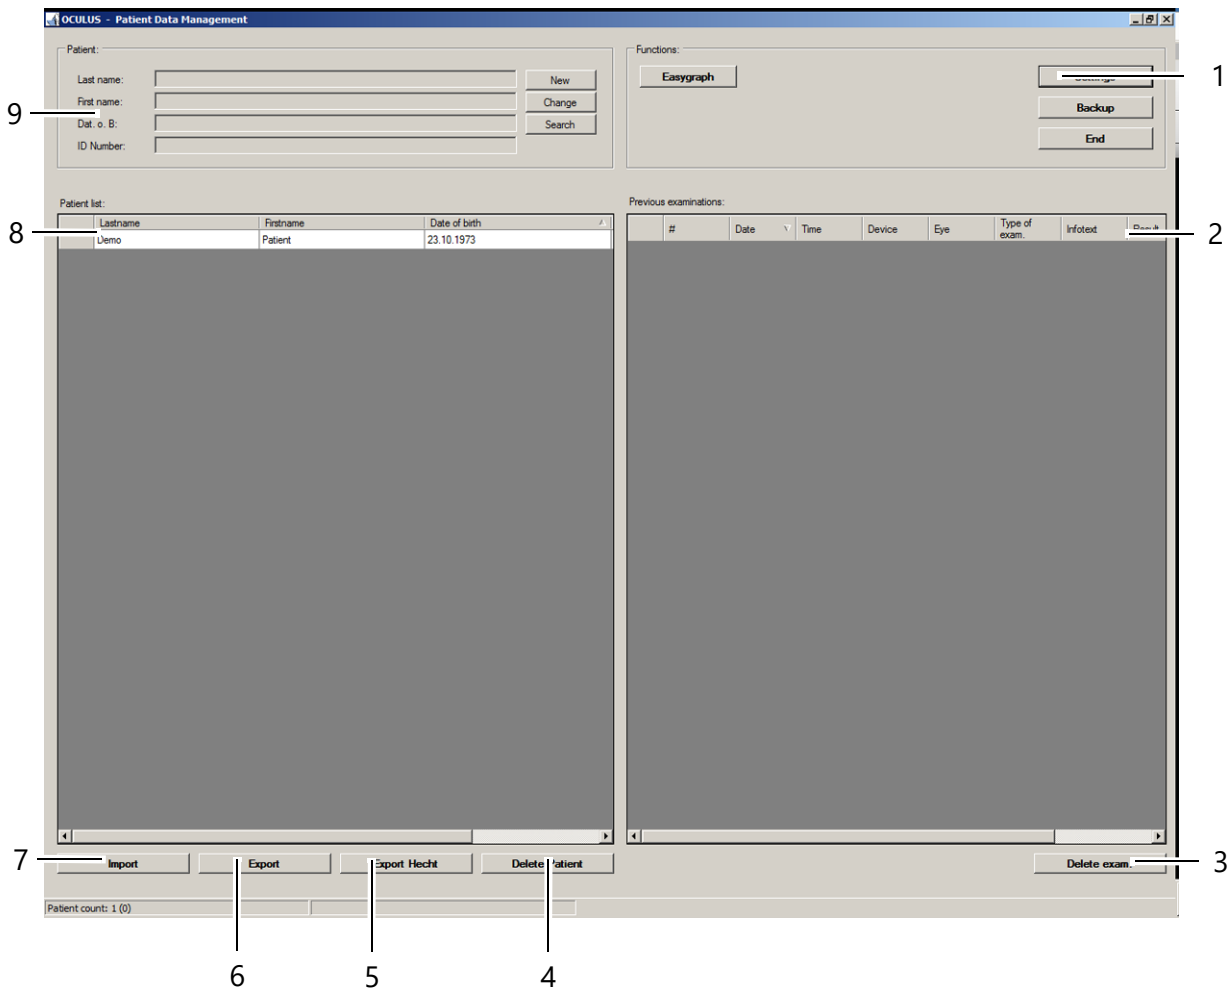 OCULUS - Patient Data Management
Patient:
Last name:
New
First name:
Change
Dat. o. B:
Search
ID Number:
9
Functions:
Easygraph
Settings
1
Backup
End
Patient list:
Lastname Firstname Date of birth
Demo Patient 23.10.1973
8
Previous examinations:
# Date Time Device Eye Type of exam. Infotext Result
2
7
Import Export Export Hecht Delete Patient
Delete exam.
3
Patient count: 1 (0)
6 5 4